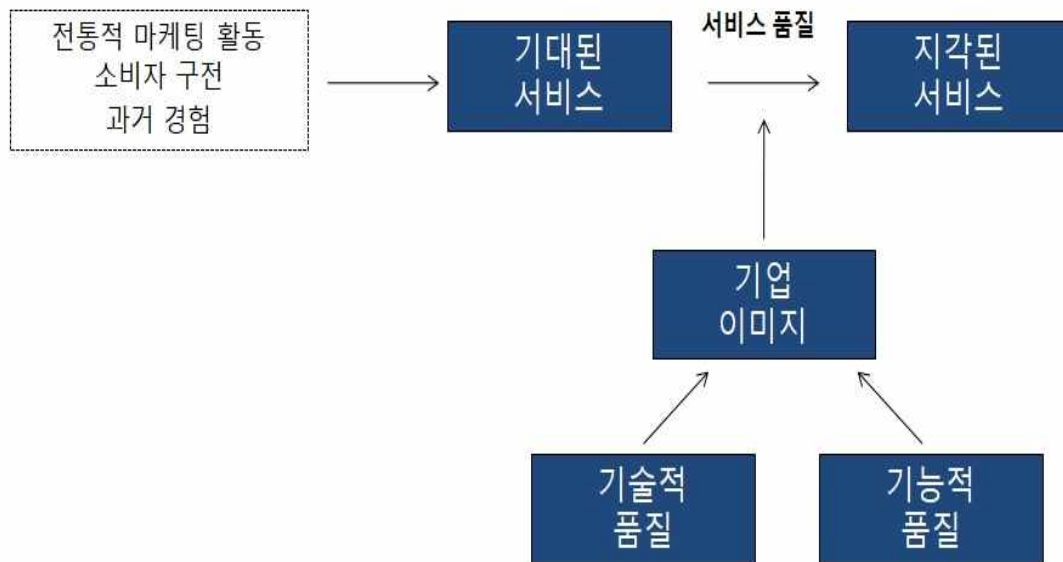 전통적 마케팅 활동
소비자 구전
과거 경험
기대된
서비스
서비스 품질
지각된
서비스
기업
이미지
기술적
품질
기능적
품질